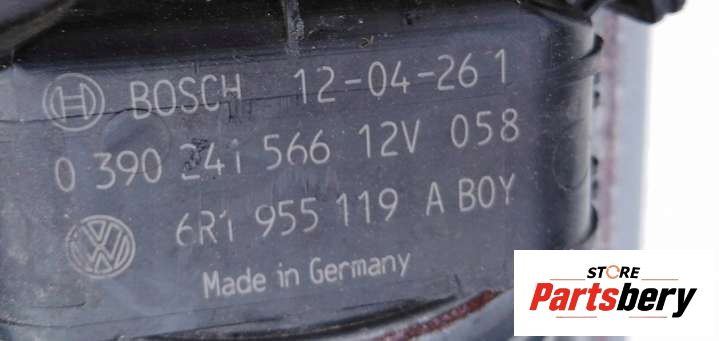 BOSCH 12-04-26 1
0 390 241 566 12V 058
6R1 955 119 A BOY
Made in Germany
STORE
Partsbery